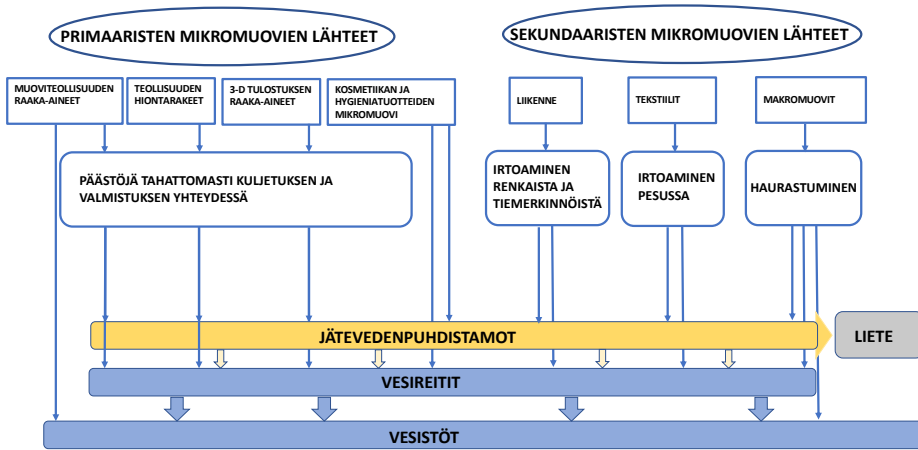 PRIMAARISTEN MIKROMUOVIEN LÄHTEET
SEKUNDAARISTEN MIKROMUOVIEN LÄHTEET
MUOVITEOLLISUUDEN
RAAKA-AINEET
TEOLLISUUDEN
HIONTARAKEET
3-D TULOSTUKSEN
RAAKA-AINEET
KOSMETIIKAN JA
HYGIENIATUOTTEIDEN
MIKROMUOVI
LIIKENNE
TEKSTIILIT
MAKROMUOVIT
PÄÄSTÖJÄ TAHATTOMASTI KULJETUKSEN JA
VALMISTUKSEN YHTEYDESSÄ
IRTOAMINEN
RENKAISTA JA
TIEMERKINNÖISTÄ
IRTOAMINEN
PESUSSA
HAURASTUMINEN
JÄTEVEDENPUHDISTAMOT
LIETE
VESIREITIT
VESISTÖT